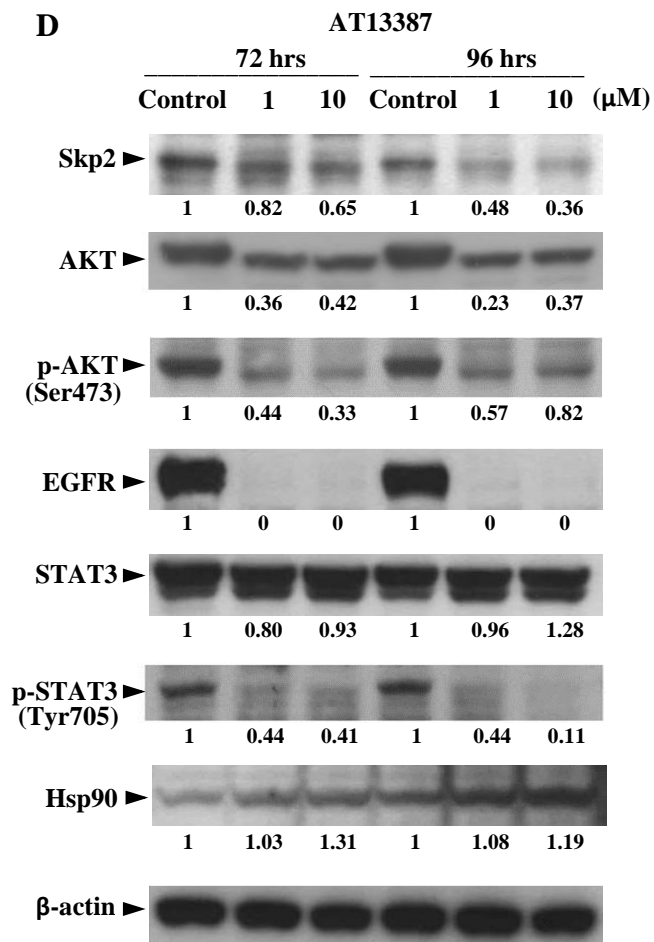 D
AT13387
72 hrs 96 hrs
Control 1 10 Control 1 10 (μM)
Skp2
1 0.82 0.65 1 0.48 0.36
AKT
1 0.36 0.42 1 0.23 0.37
p-AKT
(Ser473)
1 0.44 0.33 1 0.57 0.82
EGFR
1 0 0 1 0 0
STAT3
1 0.80 0.93 1 0.96 1.28
p-STAT3
(Tyr705)
1 0.44 0.41 1 0.44 0.11
Hsp90
1 1.03 1.31 1 1.08 1.19
β-actin